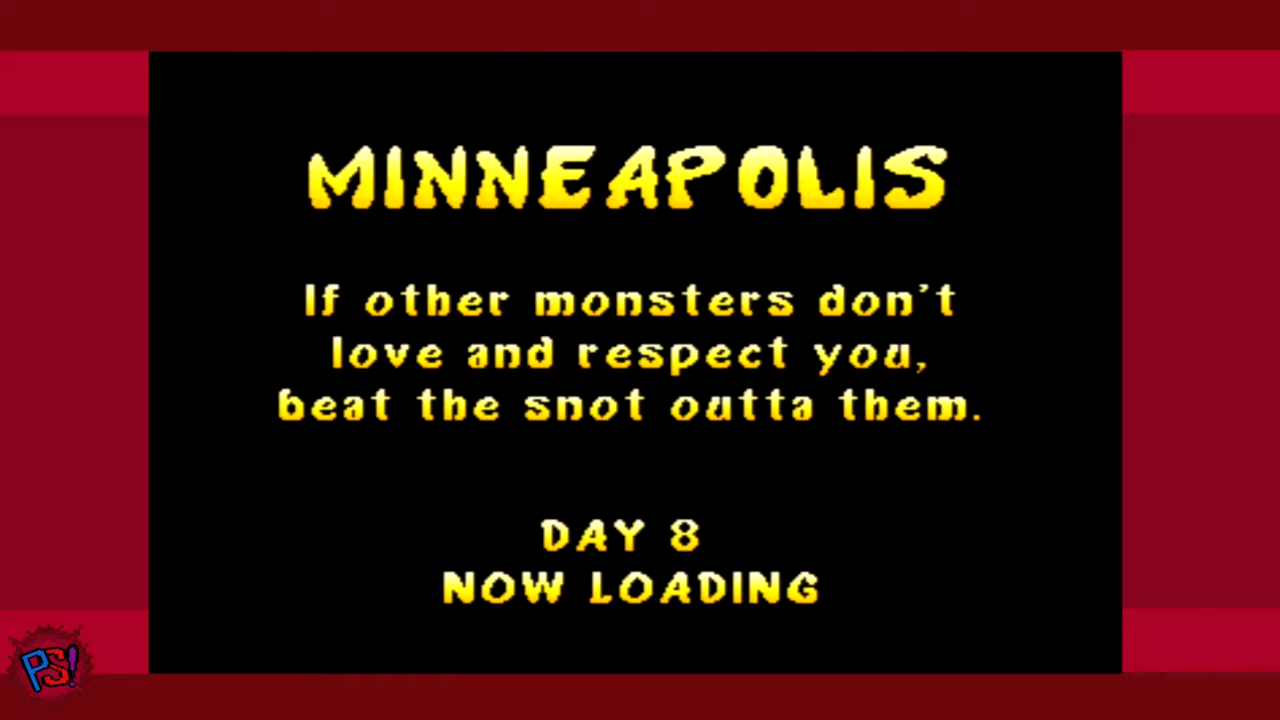 MINNEAPOLIS
If other monsters don't
love and respect you,
beat the snot outta them.
DAY 8
NOW LOADING
PS!